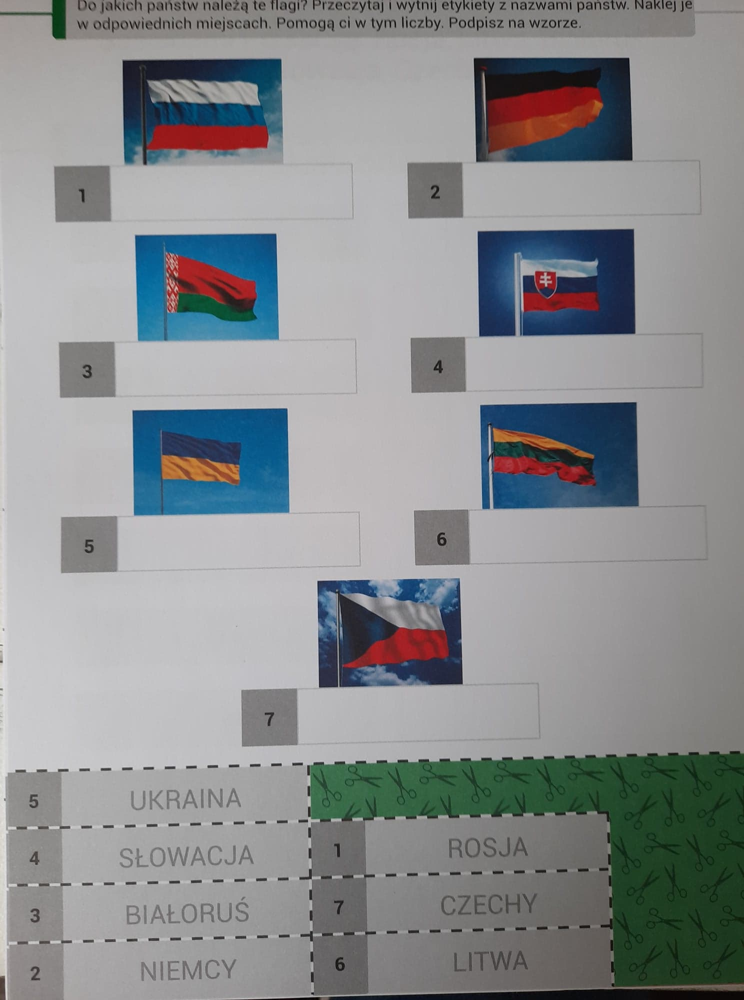 Do jakich państw należą te flagi? Przeczytaj i wytnij etykiety z nazwami państw. Naklej je
w odpowiednich miejscach. Pomogą ci w tym liczby. Podpisz na wzorze.
1
2
3
4
5
6
7
5 UKRAINA
4 SŁOWACJA
1 ROSJA
3 BIAŁORUŚ
7 CZECHY
2 NIEMCY
6 LITWA